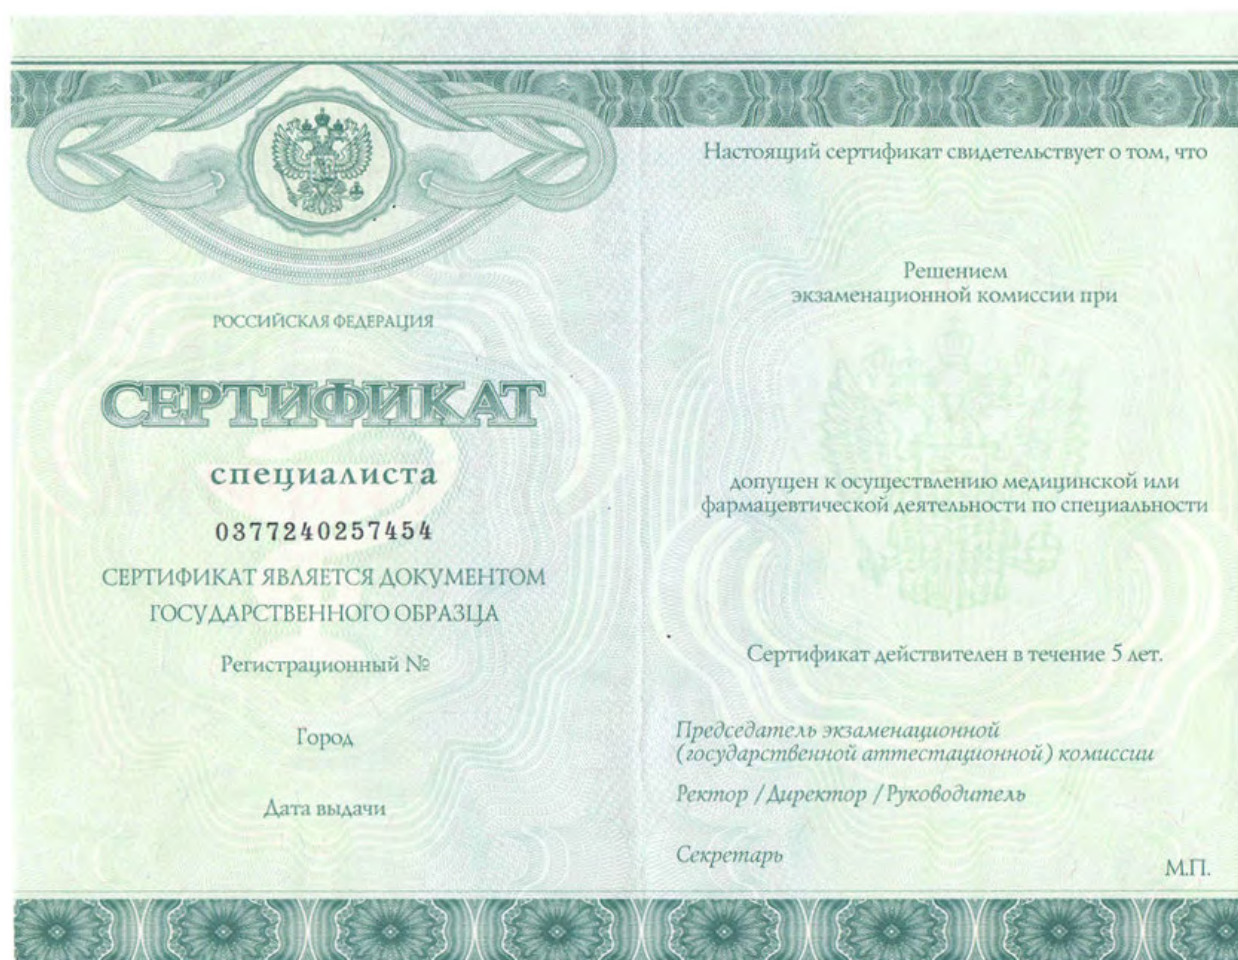 РОССИЙСКАЯ ФЕДЕРАЦИЯ
СЕРТИФИКАТ
специалиста
0377240257454
СЕРТИФИКАТ ЯВЛЯЕТСЯ ДОКУМЕНТОМ
ГОСУДАРСТВЕННОГО ОБРАЗЦА
Регистрационный №
Город
Дата выдачи
Настоящий сертификат свидетельствует о том, что
Решением
экзаменационной комиссии при
допущен к осуществлению медицинской или
фармацевтической деятельности по специальности
Сертификат действителен в течение 5 лет.
Председатель экзаменационной
(государственной аттестационной) комиссии
Ректор / Директор / Руководитель
Секретарь
М.П.